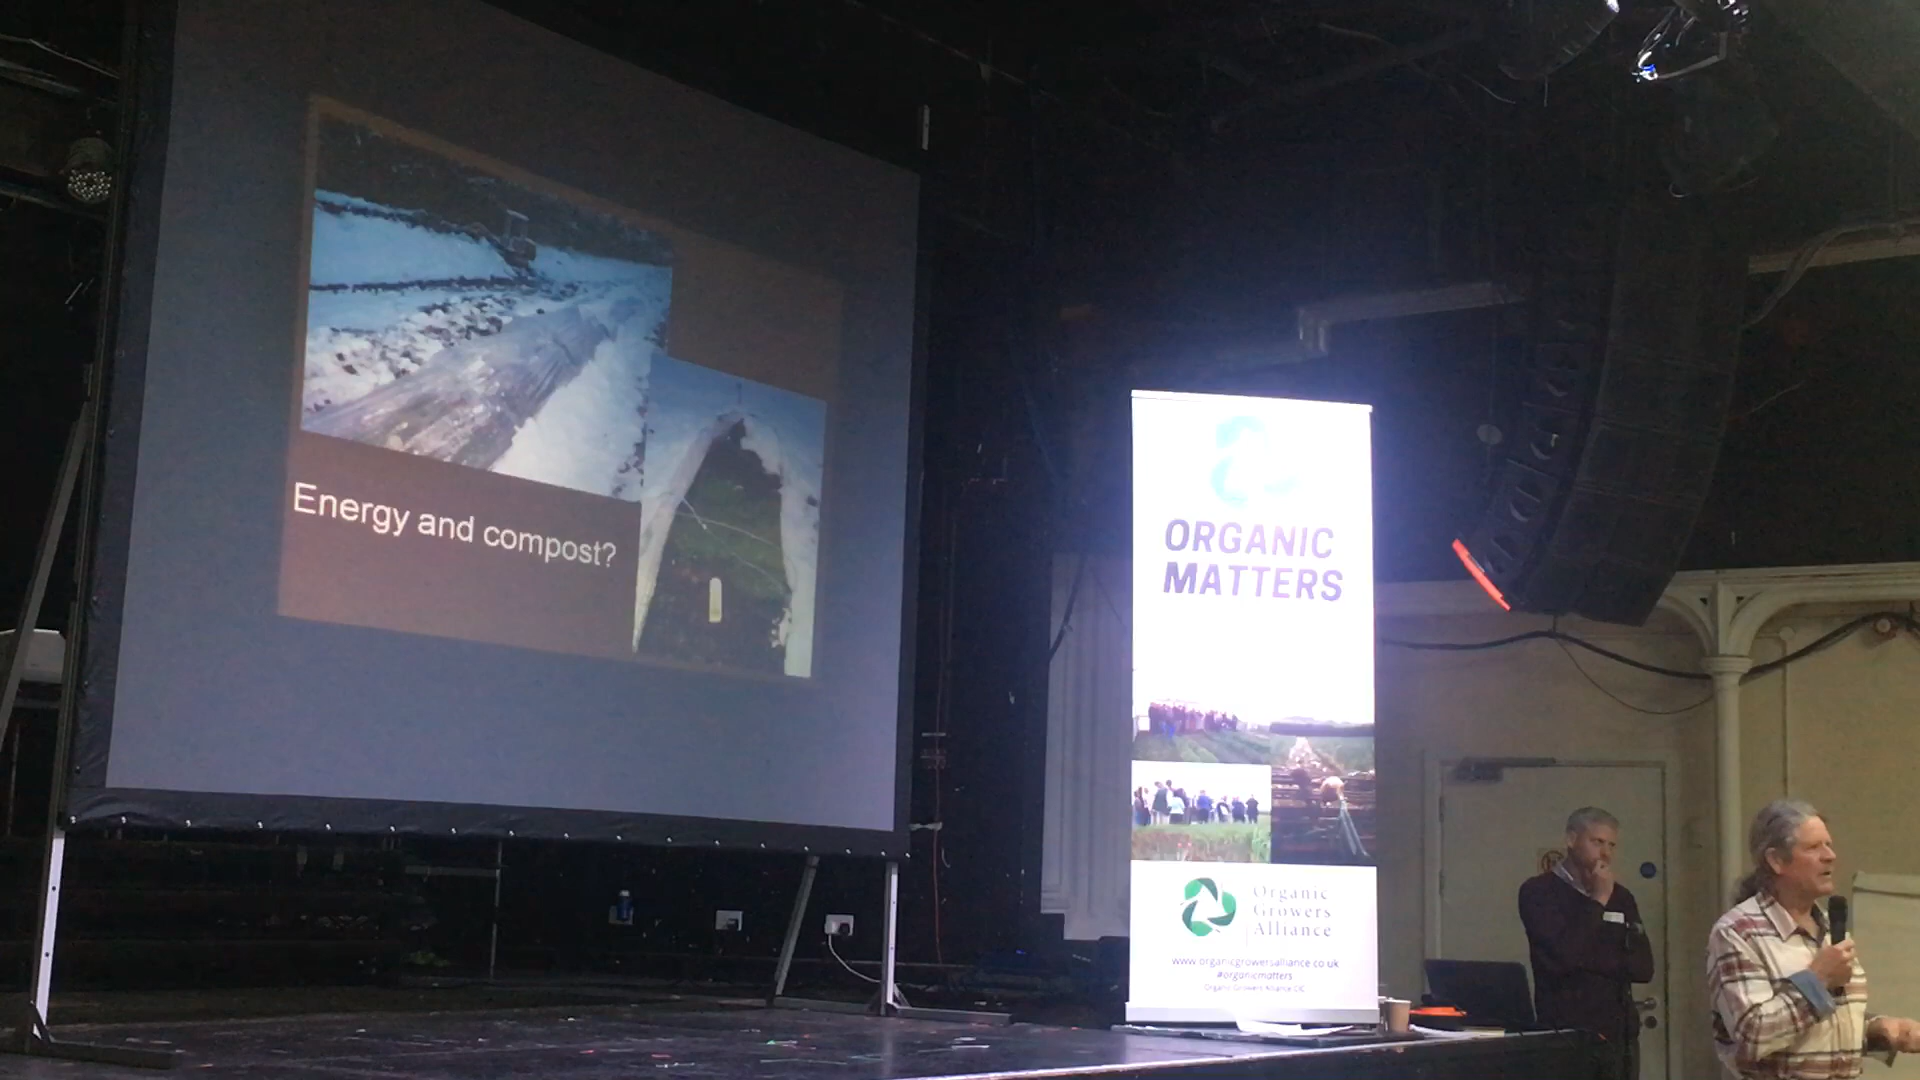 Energy and compost?
ORGANIC
MATTERS
Organic
Growers
Alliance
www.organicgrowersalliance.co.uk
#organicmatters
Organic Growers Alliance CIC